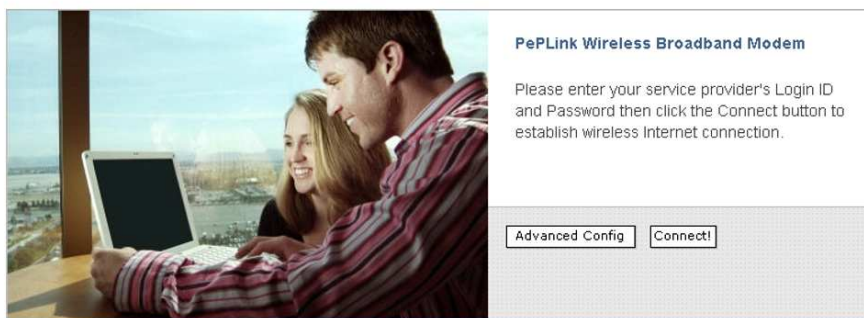 PePLink Wireless Broadband Modem
Please enter your service provider's Login ID
and Password then click the Connect button to
establish wireless Internet connection.
Advanced Config
Connect!